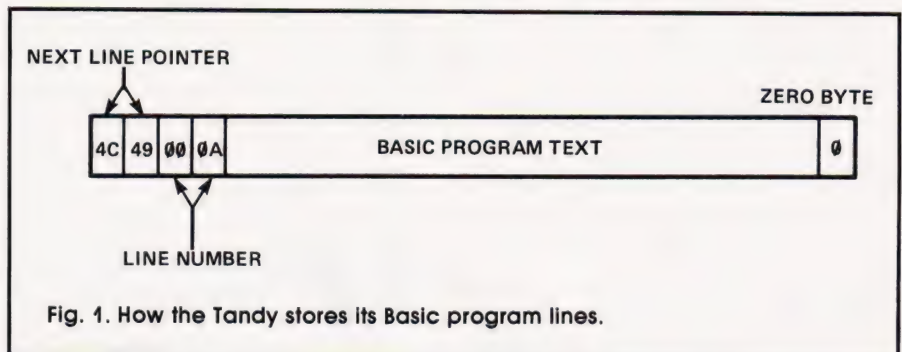 NEXT LINE POINTER
ZERO BYTE
4C 49 00 0A BASIC PROGRAM TEXT 0
LINE NUMBER
Fig. 1. How the Tandy stores its Basic program lines.